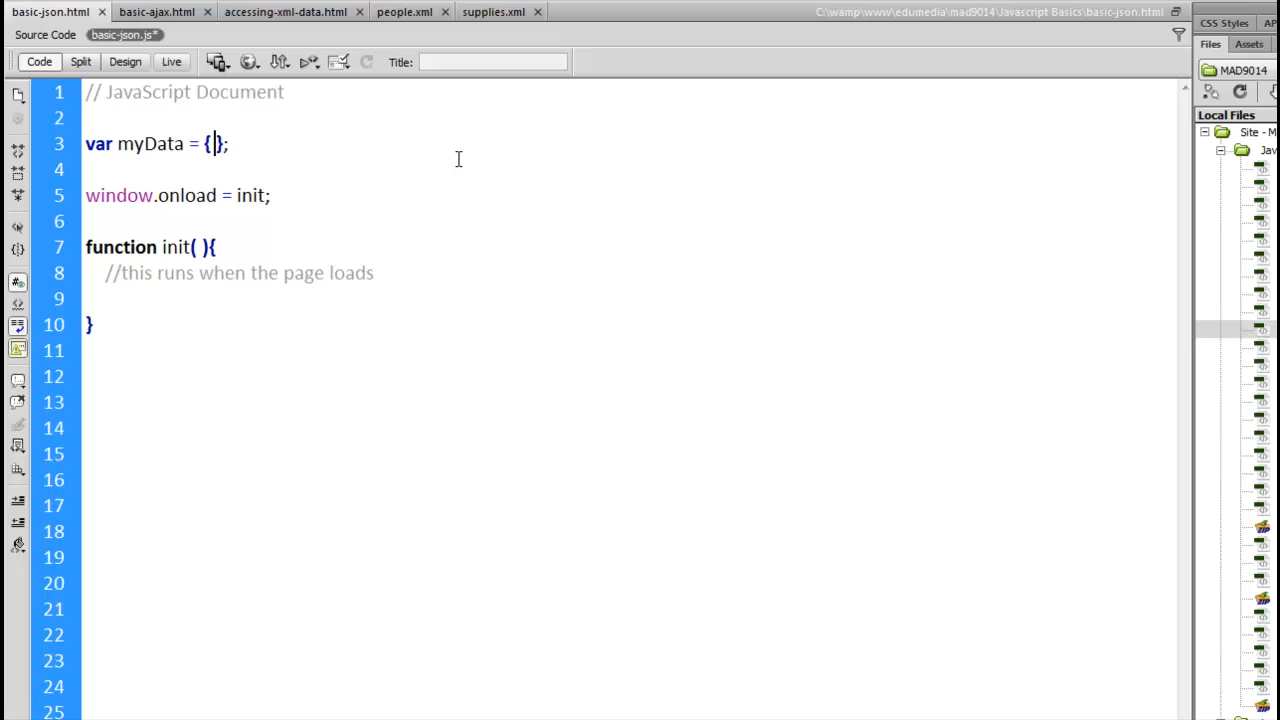 basic-json.html × basic-ajax.html × accessing-xml-data.html × people.xml × supplies.xml × C:\wamp\www\edumedia\mad9014\Javascript Basics\basic-json.html
CSS Styles AP
Source Code basic-json.js*
Files Assets
Code Split Design Live Title:
MAD9014
1 // JavaScript Document
Local Files
2
Site - M
3 var myData = { };
Jav
4
5 window.onload = init;
6
7 function init( ){
8 //this runs when the page loads
9
10 }
11
12
13
14
15
16
17
18
19
20
21
22
23
24
25